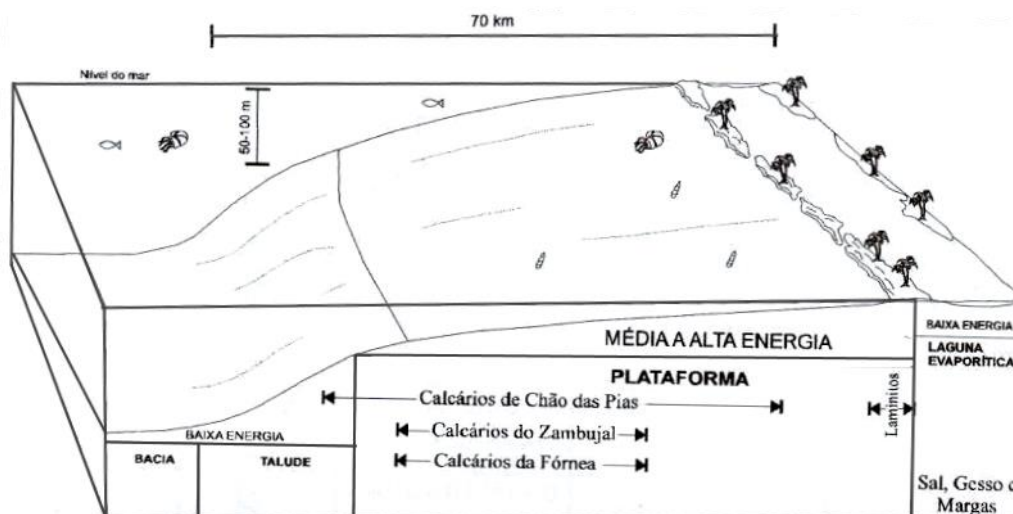 70 km
Nível do mar
50-100 m
MÉDIA A ALTA ENERGIA
BAIXA ENERGIA
LAGUNA
EVAPORÍTICA
PLATAFORMA
Calcários de Chão das Pias
Laminitos
Calcários do Zambujal
BAIXA ENERGIA
Calcários da Fórnea
BACIA
TALUDE
Sal, Gesso e
Margas